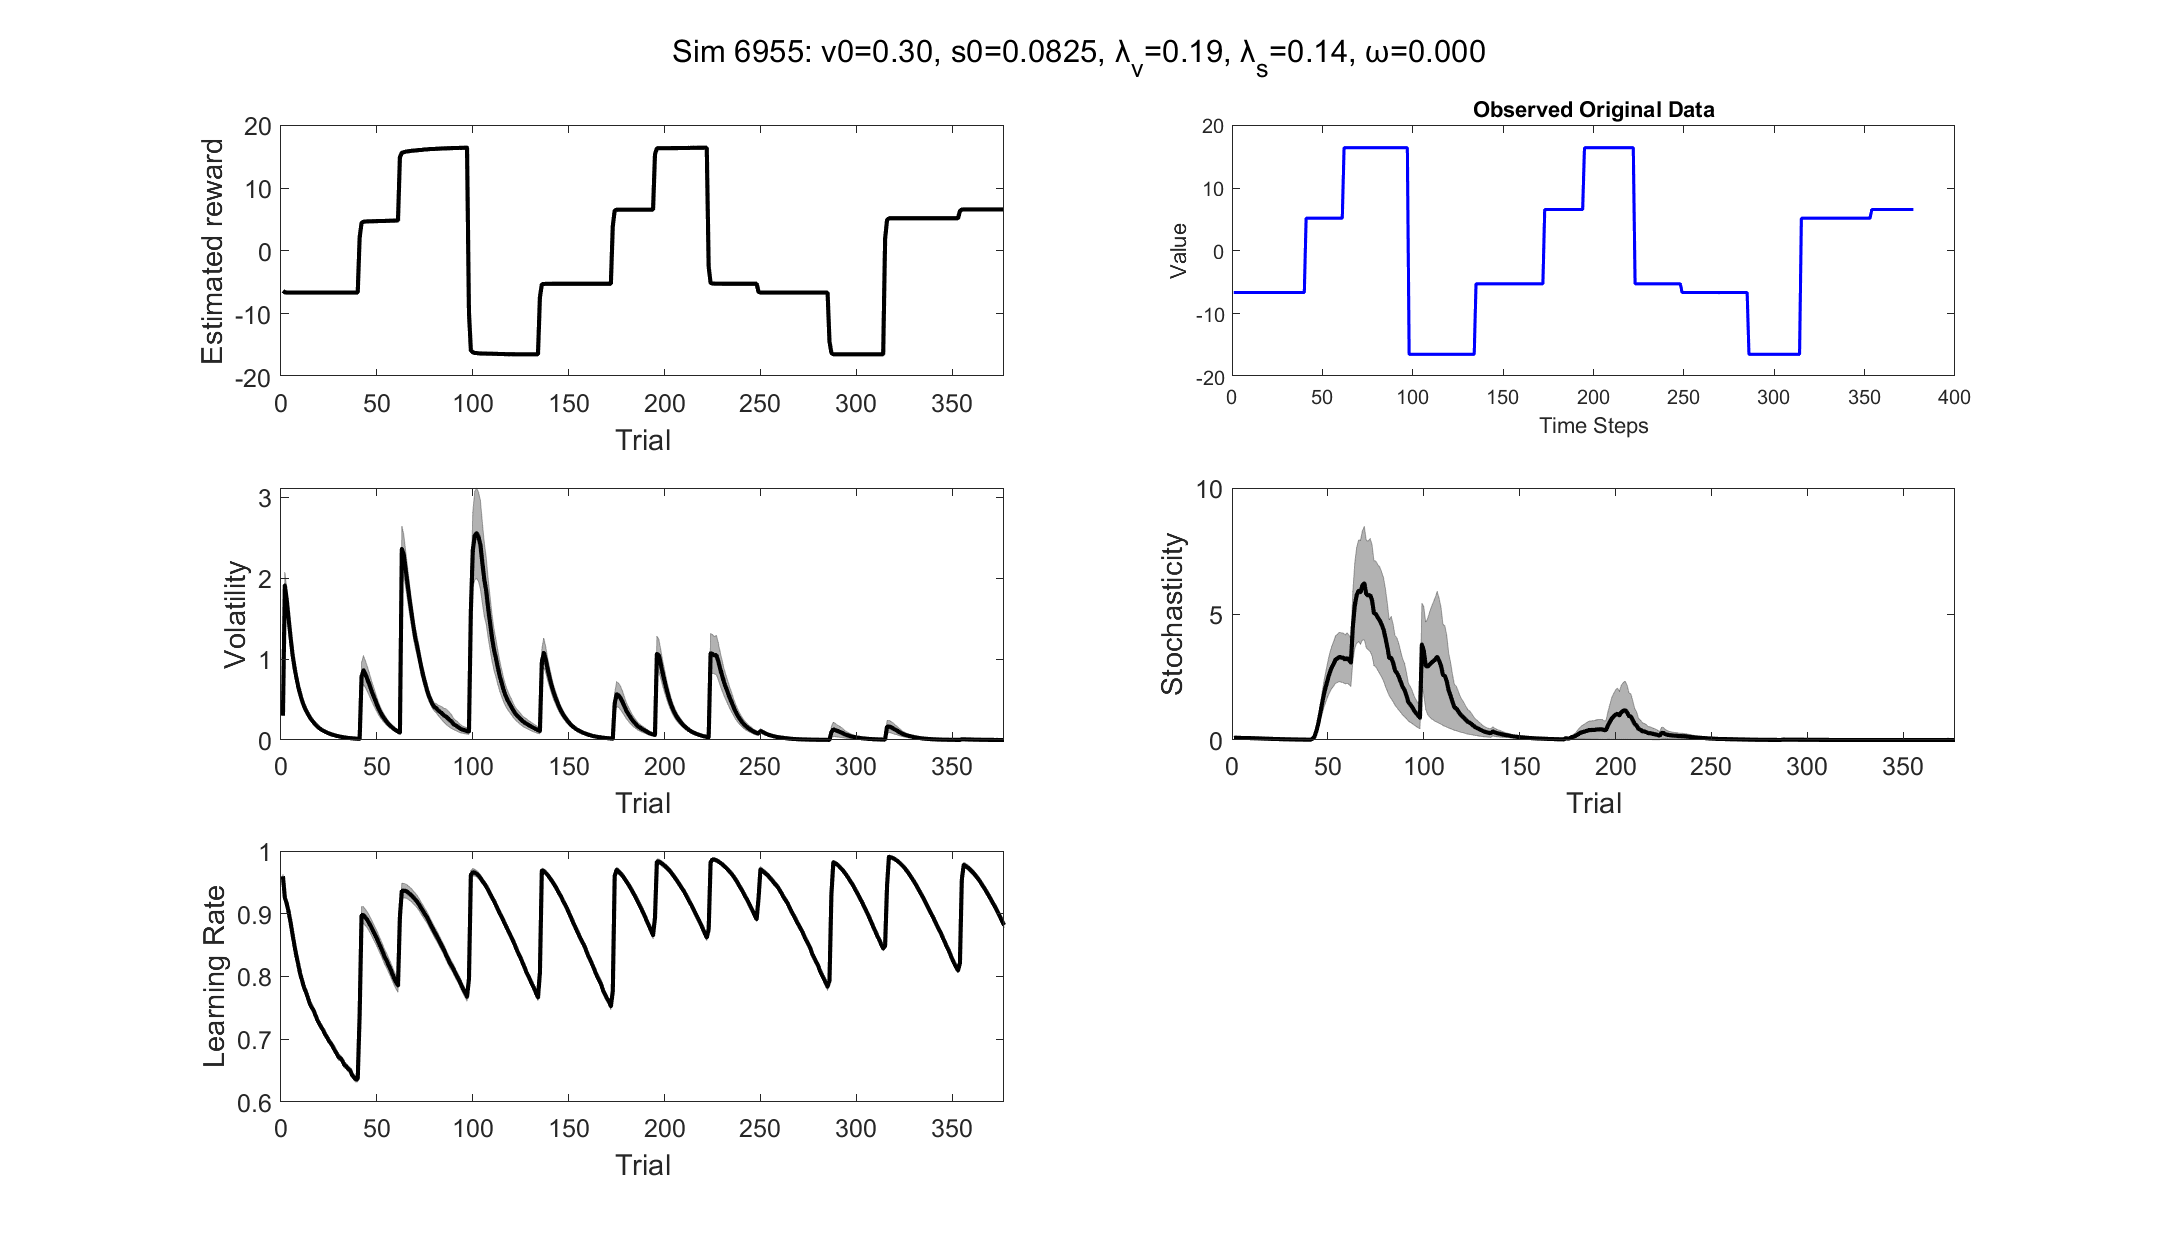 Sim 6955: v0=0.30, s0=0.0825, λv=0.19, λs=0.14, ω=0.000
20
10
0
-10
-20
Estimated reward
0 50 100 150 200 250 300 350
Trial
Observed Original Data
20
10
0
-10
-20
Value
0 50 100 150 200 250 300 350 400
Time Steps
3
2
1
0
Volatility
0 50 100 150 200 250 300 350
Trial
10
5
0
Stochasticity
0 50 100 150 200 250 300 350
Trial
1
0.9
0.8
0.7
0.6
Learning Rate
0 50 100 150 200 250 300 350
Trial